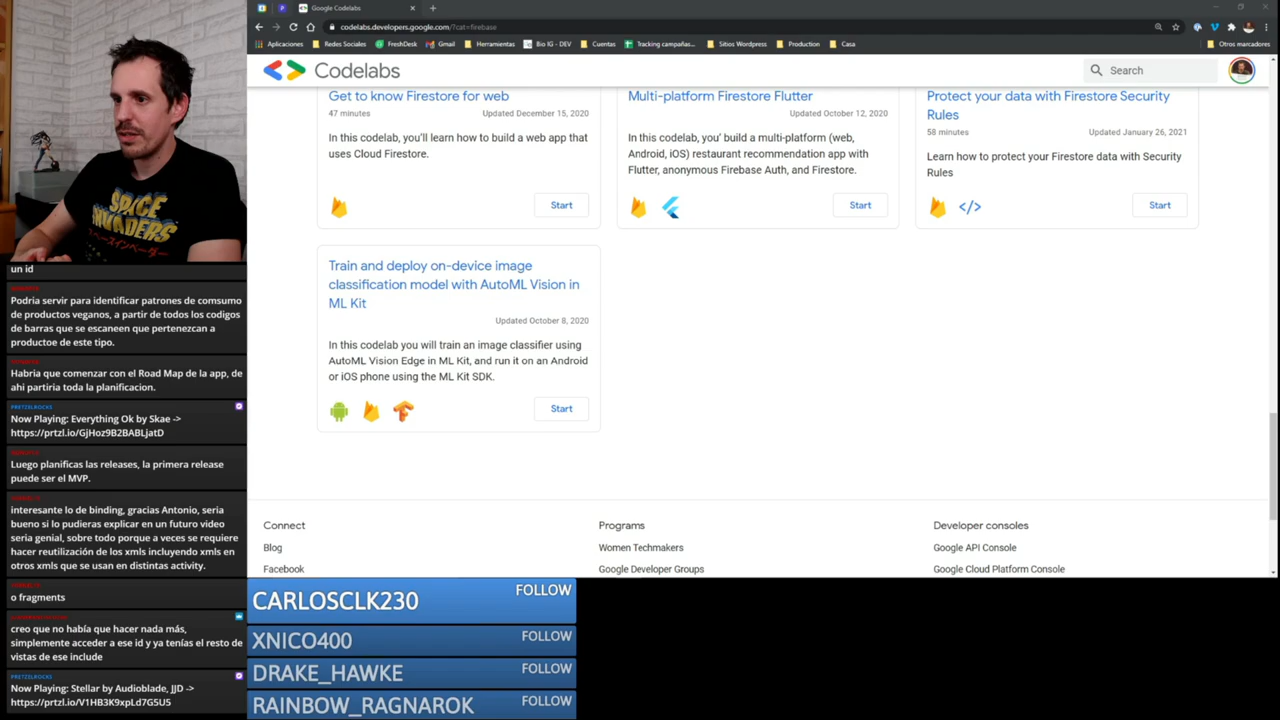 Google Codelabs
codelabs.developers.google.com/?cat=firebase
Aplicaciones
Redes Sociales
FreshDesk
Gmail
Herramientas
Bio IG - DEV
Cuentas
Tracking campañas...
Sitios Wordpress
Production
Casa
Otros marcadores
Codelabs
Search
Get to know Firestore for web
47 minutes
Updated December 15, 2020
In this codelab, you'll learn how to build a web app that
uses Cloud Firestore.
Start
Multi-platform Firestore Flutter
Updated October 12, 2020
In this codelab, you' build a multi-platform (web,
Android, iOS) restaurant recommendation app with
Flutter, anonymous Firebase Auth, and Firestore.
Start
Protect your data with Firestore Security
Rules
58 minutes
Updated January 26, 2021
Learn how to protect your Firestore data with Security
Rules
Start
Train and deploy on-device image
classification model with AutoML Vision in
ML Kit
Updated October 8, 2020
In this codelab you will train an image classifier using
AutoML Vision Edge in ML Kit, and run it on an Android
or iOS phone using the ML Kit SDK.
Start
Connect
Blog
Facebook
Programs
Women Techmakers
Google Developer Groups
Developer consoles
Google API Console
Google Cloud Platform Console
SPACE
INVADERS
un id
Podria servir para identificar patrones de comsumo
de productos veganos, a partir de todos los codigos
de barras que se escaneen que pertenezcan a
productoe de este tipo.
Habria que comenzar con el Road Map de la app, de
ahi partiria toda la planificacion.
PRETZELROCKS
Now Playing: Everything Ok by Skae ->
https://prtzl.io/GjHoz9B2BABLjatD
Luego planificas las releases, la primera release
puede ser el MVP.
interesante lo de binding, gracias Antonio, seria
bueno si lo pudieras explicar en un futuro video
seria genial, sobre todo porque a veces se requiere
hacer reutilización de los xmls incluyendo xmls en
otros xmls que se usan en distintas activity.
o fragments
creo que no había que hacer nada más,
simplemente acceder a ese id y ya tenías el resto de
vistas de ese include
PRETZELROCKS
Now Playing: Stellar by Audioblade, JJD ->
https://prtzl.io/V1HB3K9xpLd7G5U5
CARLOSCLK230 FOLLOW
XNICO400 FOLLOW
DRAKE_HAWKE FOLLOW
RAINBOW_RAGNAROK FOLLOW